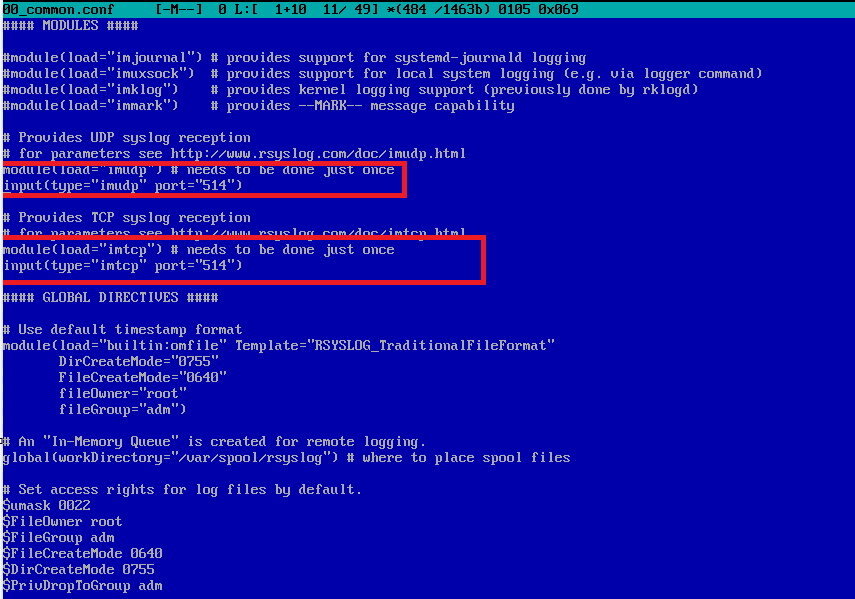 00_common.conf [-M--] 0 L:[ 1+10 11/ 49] *(484 /1463b) 0105 0x069
#### MODULES ####
#module(load="imjournal") # provides support for systemd-journald logging
#module(load="imuxsock") # provides support for local system logging (e.g. via logger command)
#module(load="imklog") # provides kernel logging support (previously done by rklogd)
#module(load="immark") # provides --MARK-- message capability
# Provides UDP syslog reception
# for parameters see http://www.rsyslog.com/doc/imudp.html
module(load="imudp") # needs to be done just once
input(type="imudp" port="514")
# Provides TCP syslog reception
# for parameters see http://www.rsyslog.com/doc/imtcp.html
module(load="imtcp") # needs to be done just once
input(type="imtcp" port="514")
#### GLOBAL DIRECTIVES ####
# Use default timestamp format
module(load="builtin:omfile" Template="RSYSLOG_TraditionalFileFormat"
DirCreateMode="0755"
FileCreateMode="0640"
fileOwner="root"
fileGroup="adm")
# An "In-Memory Queue" is created for remote logging.
global(workDirectory="/var/spool/rsyslog") # where to place spool files
# Set access rights for log files by default.
$umask 0022
$FileOwner root
$FileGroup adm
$FileCreateMode 0640
$DirCreateMode 0755
$PrivDropToGroup adm